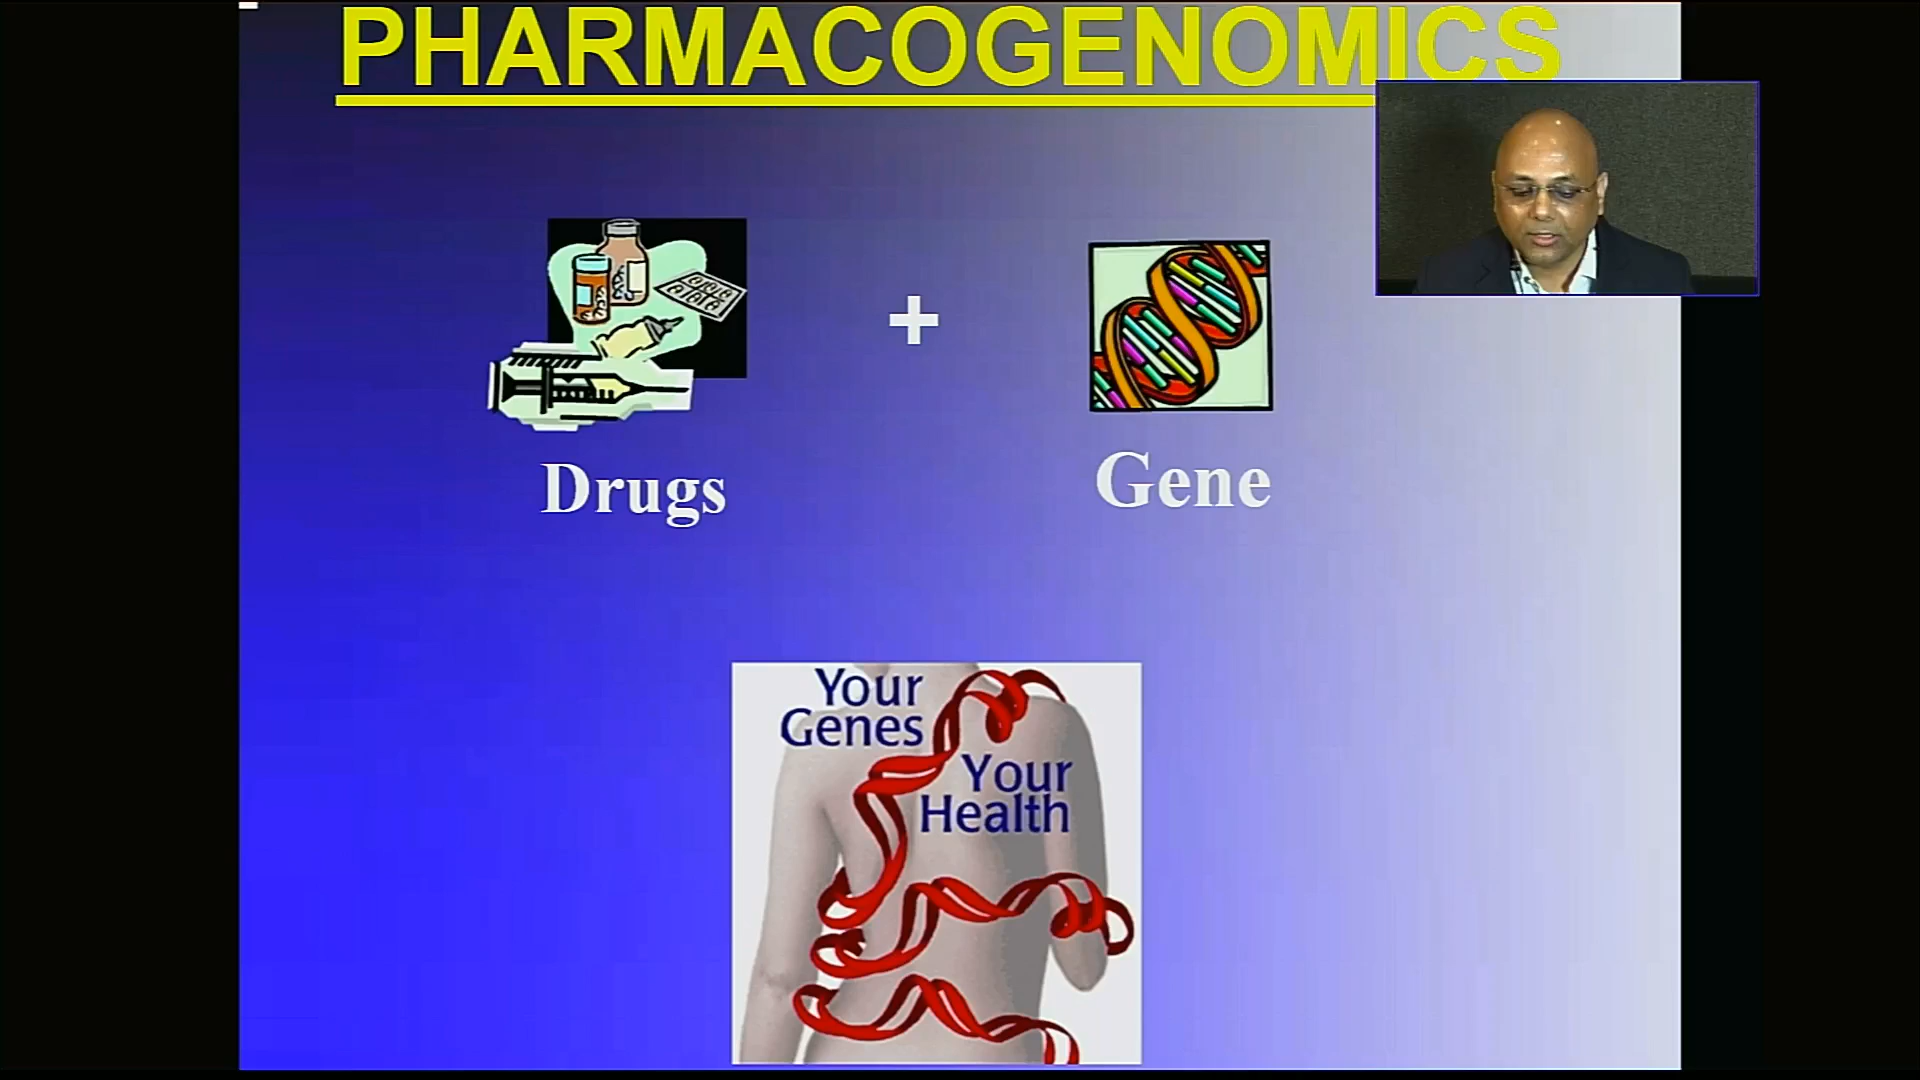 PHARMACOGENOMICS
+
Drugs
Gene
Your
Genes
Your
Health